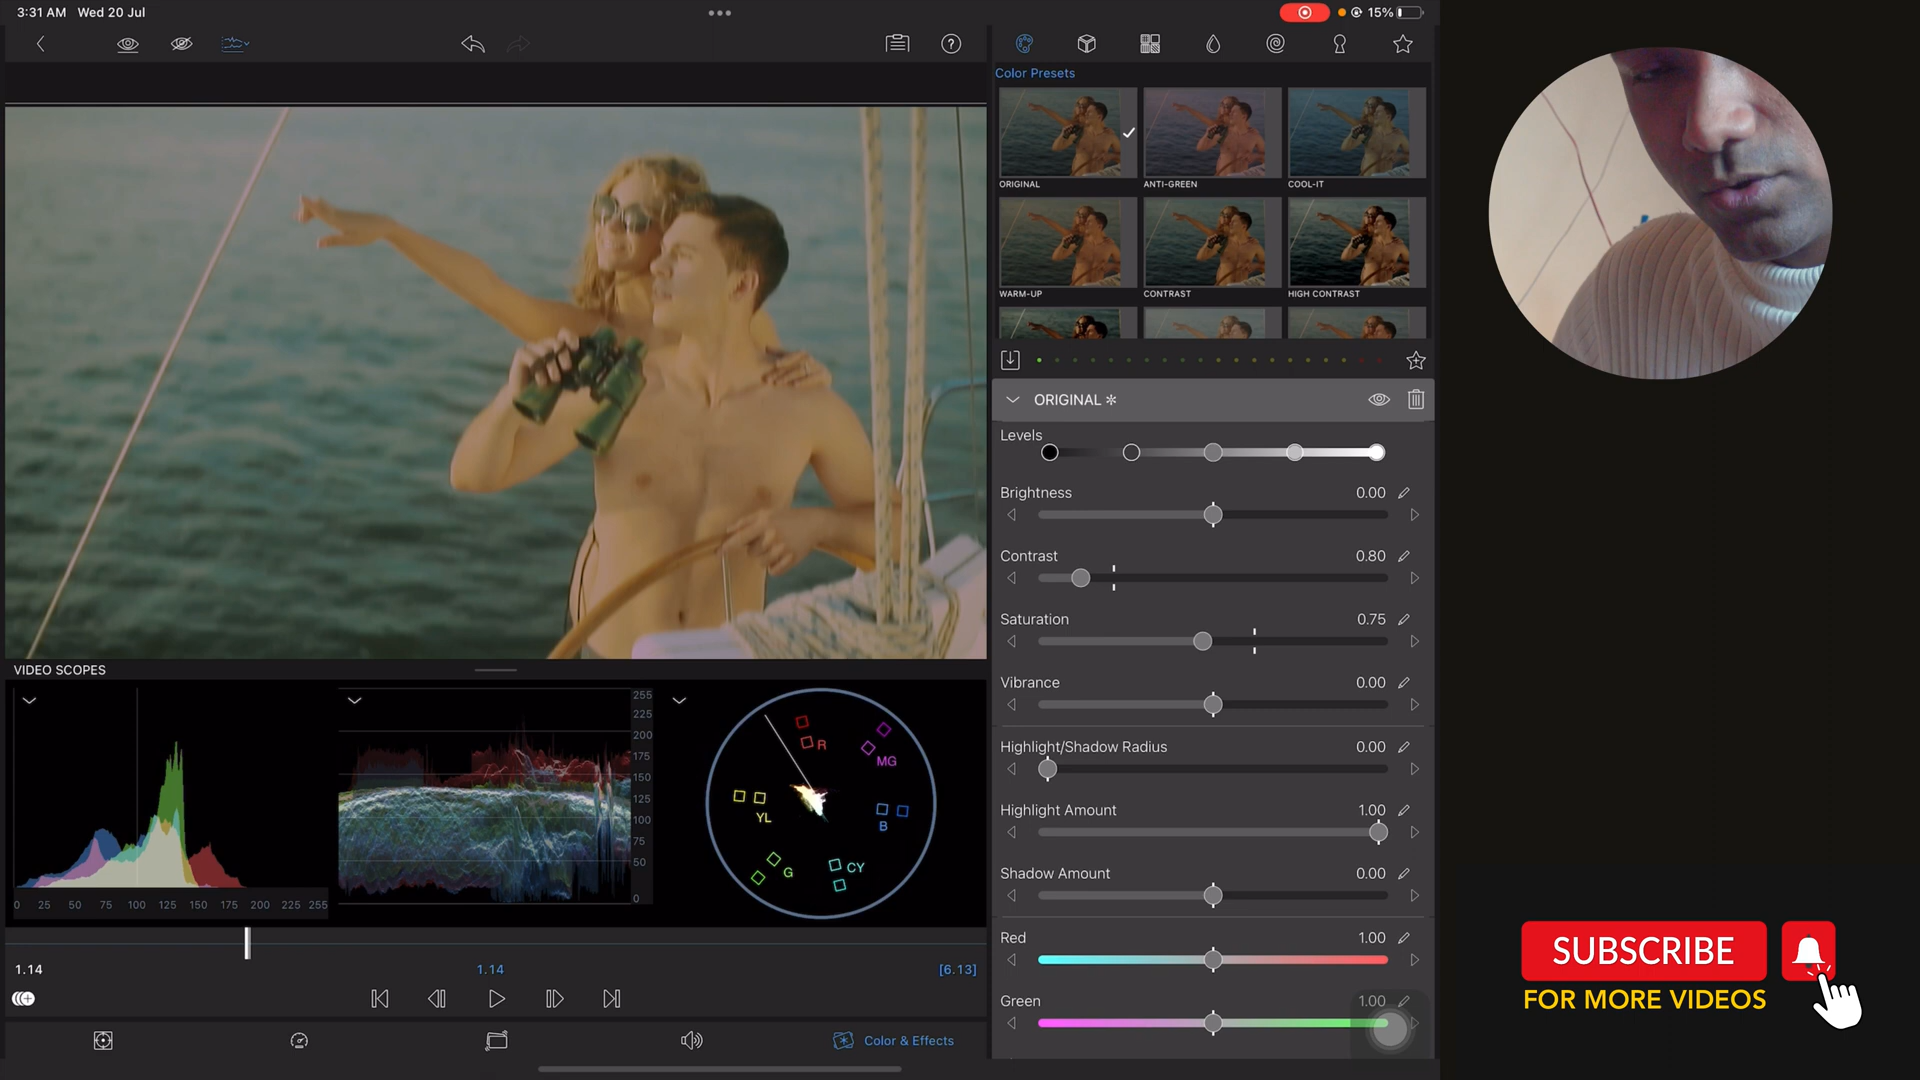 3:31 AM Wed 20 Jul
15%
Color Presets
ORIGINAL
ANTI-GREEN
COOL-IT
WARM-UP
CONTRAST
HIGH CONTRAST
ORIGINAL ✻
Levels
Brightness 0.00
Contrast 0.80
Saturation 0.75
Vibrance 0.00
Highlight/Shadow Radius 0.00
Highlight Amount 1.00
Shadow Amount 0.00
Red 1.00
Green 1.00
VIDEO SCOPES
0 25 50 75 100 125 150 175 200 225 255
255
225
200
175
150
125
100
75
50
0
R
MG
YL
B
G
CY
1.14
1.14
[6.13]
Color & Effects
SUBSCRIBE
FOR MORE VIDEOS